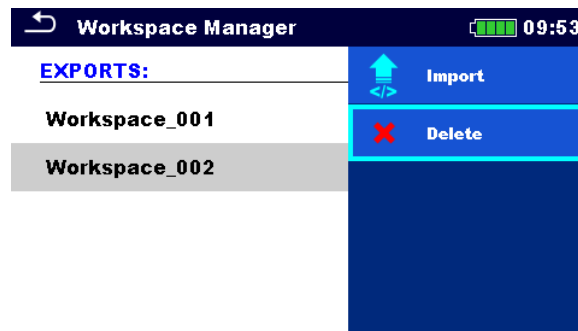 Workspace Manager
09:53
EXPORTS:
Import
</>
Workspace_001
Delete
Workspace_002